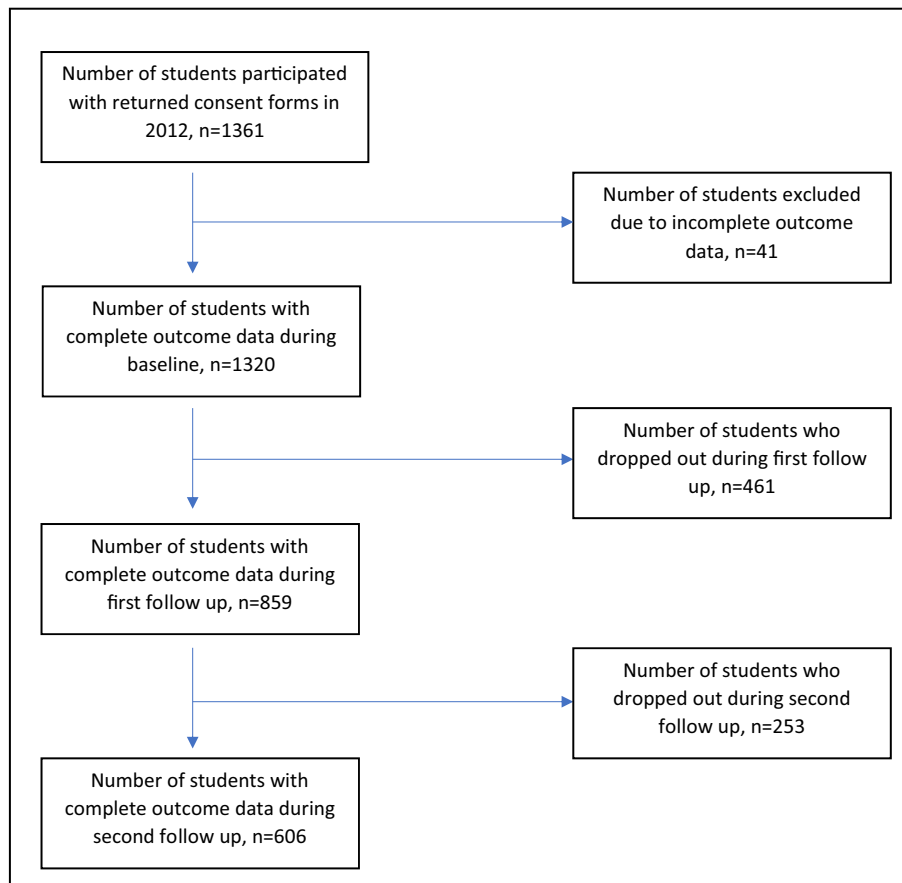 Number of students participated
with returned consent forms in
2012, n=1361
Number of students excluded
due to incomplete outcome
data, n=41
Number of students with
complete outcome data during
baseline, n=1320
Number of students who
dropped out during first follow
up, n=461
Number of students with
complete outcome data during
first follow up, n=859
Number of students who
dropped out during second
follow up, n=253
Number of students with
complete outcome data during
second follow up, n=606